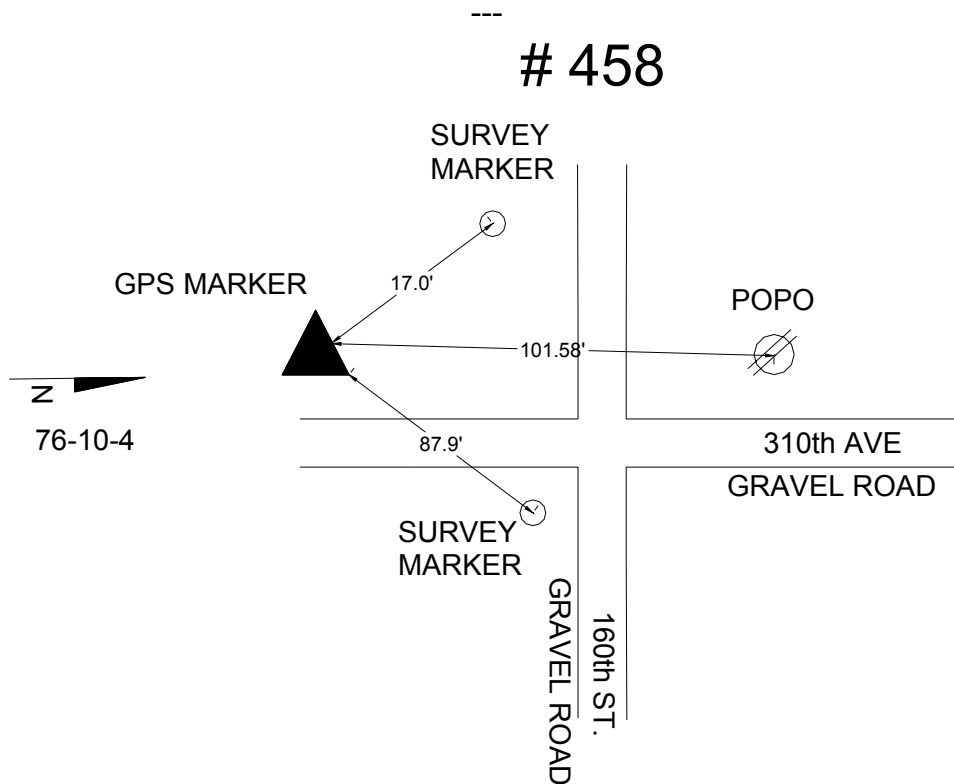 ---
# 458
SURVEY
MARKER
GPS MARKER
17.0'
POPO
101.58'
N
76-10-4
87.9'
310th AVE
GRAVEL ROAD
SURVEY
MARKER
GRAVEL ROAD
160th ST.